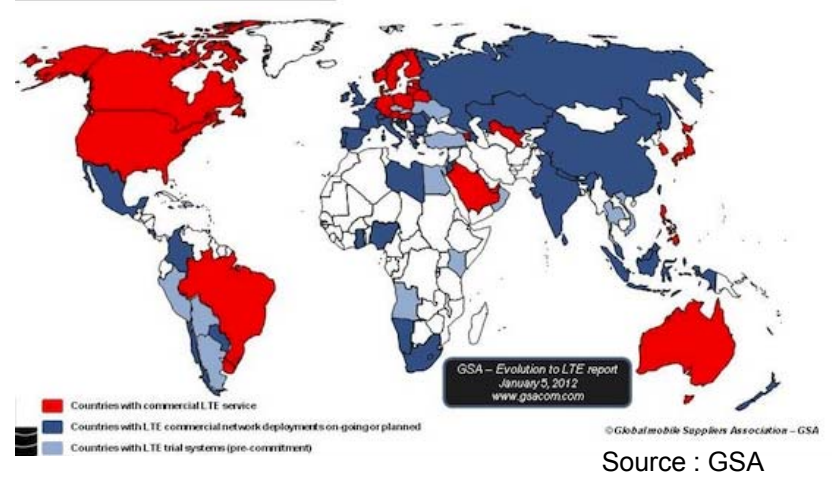 GSA – Evolution to LTE report
January 5, 2012
www.gsacom.com
Countries with commercial LTE service
Countries with LTE commercial network deployments on-going or planned
Countries with LTE trial systems (pre-commitment)
©Global mobile Suppliers Association – GSA
Source : GSA